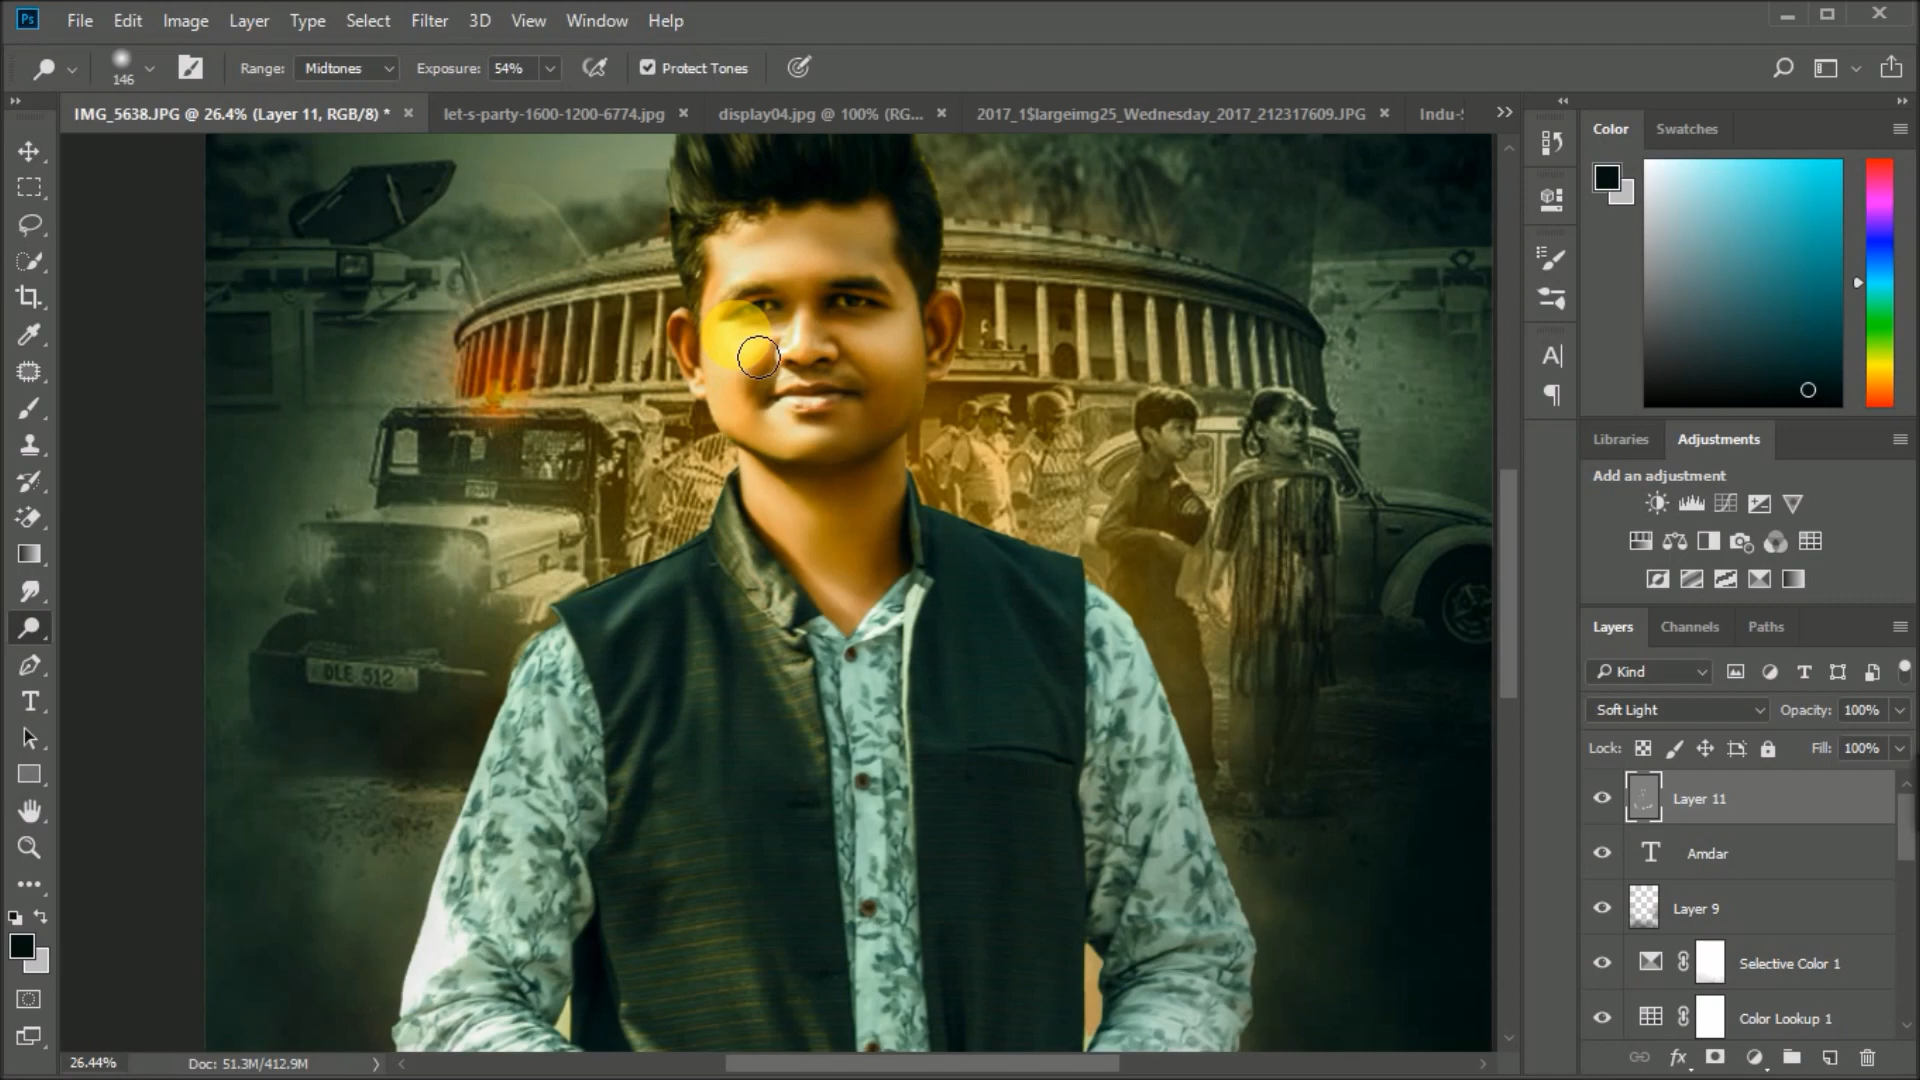 Ps File Edit Image Layer Type Select Filter 3D View Window Help
146 Range: Midtones Exposure: 54% Protect Tones
IMG_5638.JPG @ 26.4% (Layer 11, RGB/8) * let-s-party-1600-1200-6774.jpg display04.jpg @ 100% (RG... 2017_1$largeimg25_Wednesday_2017_212317609.JPG Indu-S
Color Swatches
DLE 512
Libraries Adjustments
Add an adjustment
Layers Channels Paths
Kind
Soft Light Opacity: 100%
Lock: Fill: 100%
Layer 11
Amdar
Layer 9
Selective Color 1
Color Lookup 1
26.44% Doc: 51.3M/412.9M